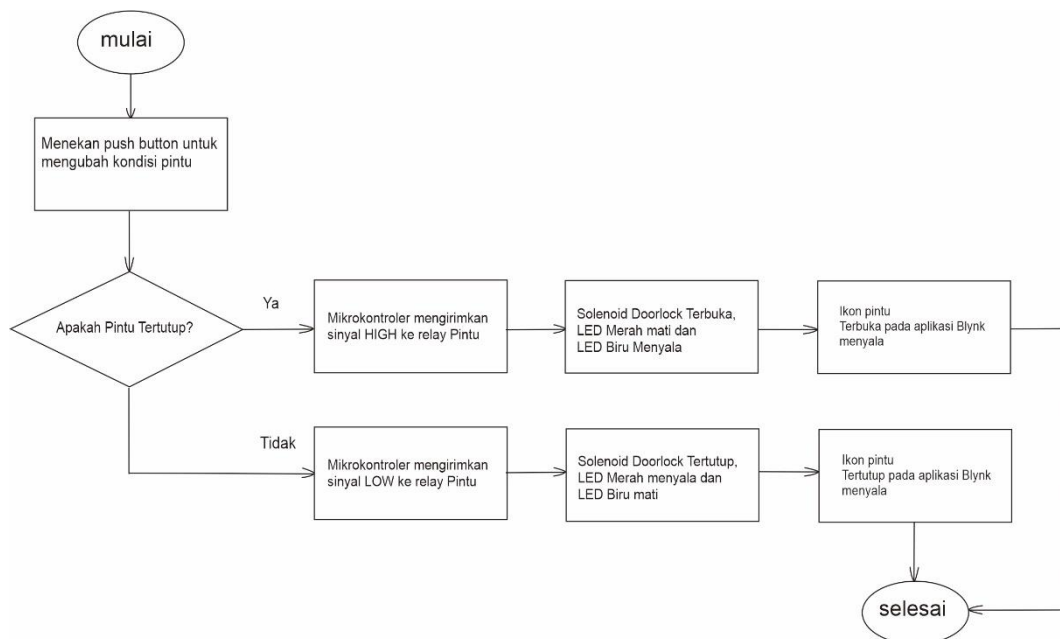 mulai
Menekan push button untuk
mengubah kondisi pintu
Apakah Pintu Tertutup?
Ya
Mikrokontroler mengirimkan
sinyal HIGH ke relay Pintu
Solenoid Doorlock Terbuka,
LED Merah mati dan
LED Biru Menyala
Ikon pintu
Terbuka pada aplikasi Blynk
menyala
Tidak
Mikrokontroler mengirimkan
sinyal LOW ke relay Pintu
Solenoid Doorlock Tertutup,
LED Merah menyala dan
LED Biru mati
Ikon pintu
Tertutup pada aplikasi Blynk
menyala
selesai